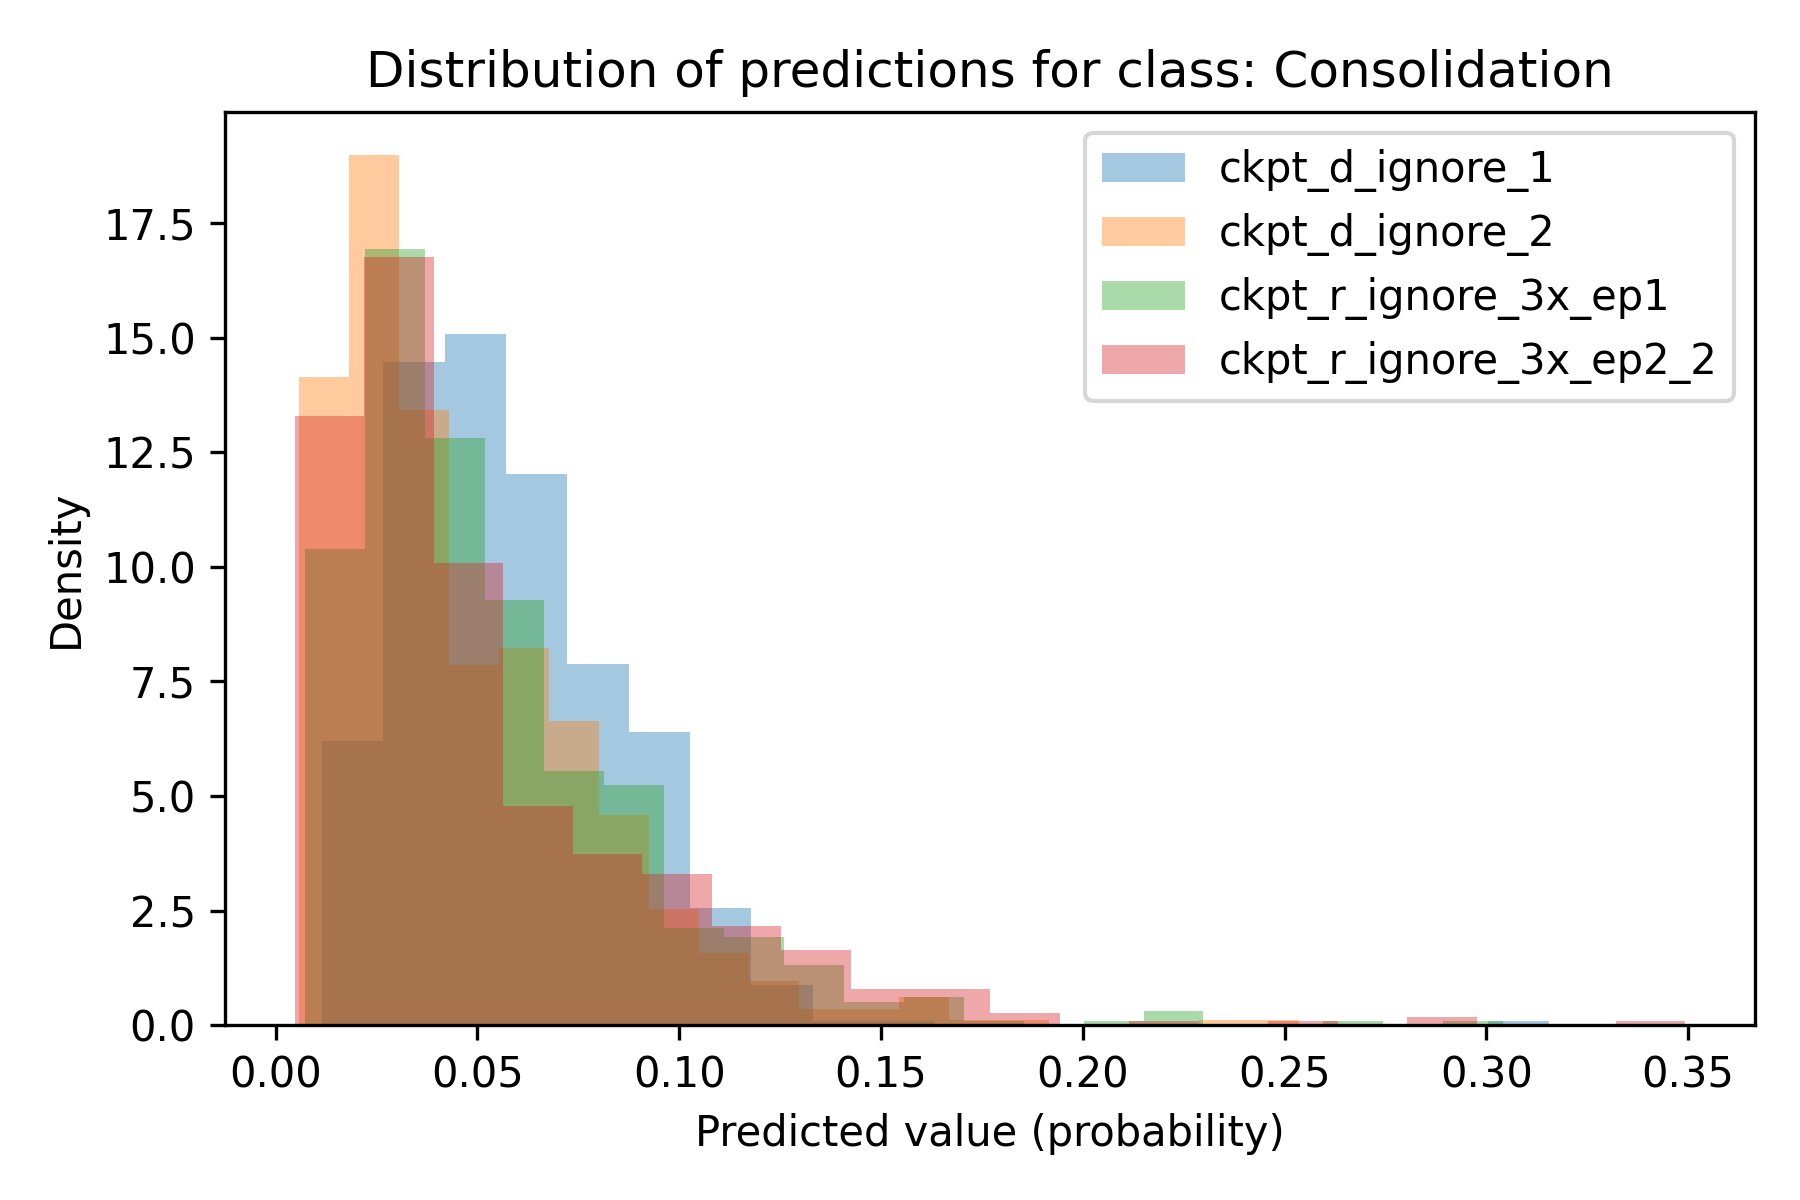 Distribution of predictions for class: Consolidation
ckpt_d_ignore_1
ckpt_d_ignore_2
ckpt_r_ignore_3x_ep1
ckpt_r_ignore_3x_ep2_2
Density
17.5
15.0
12.5
10.0
7.5
5.0
2.5
0.0
0.00 0.05 0.10 0.15 0.20 0.25 0.30 0.35
Predicted value (probability)